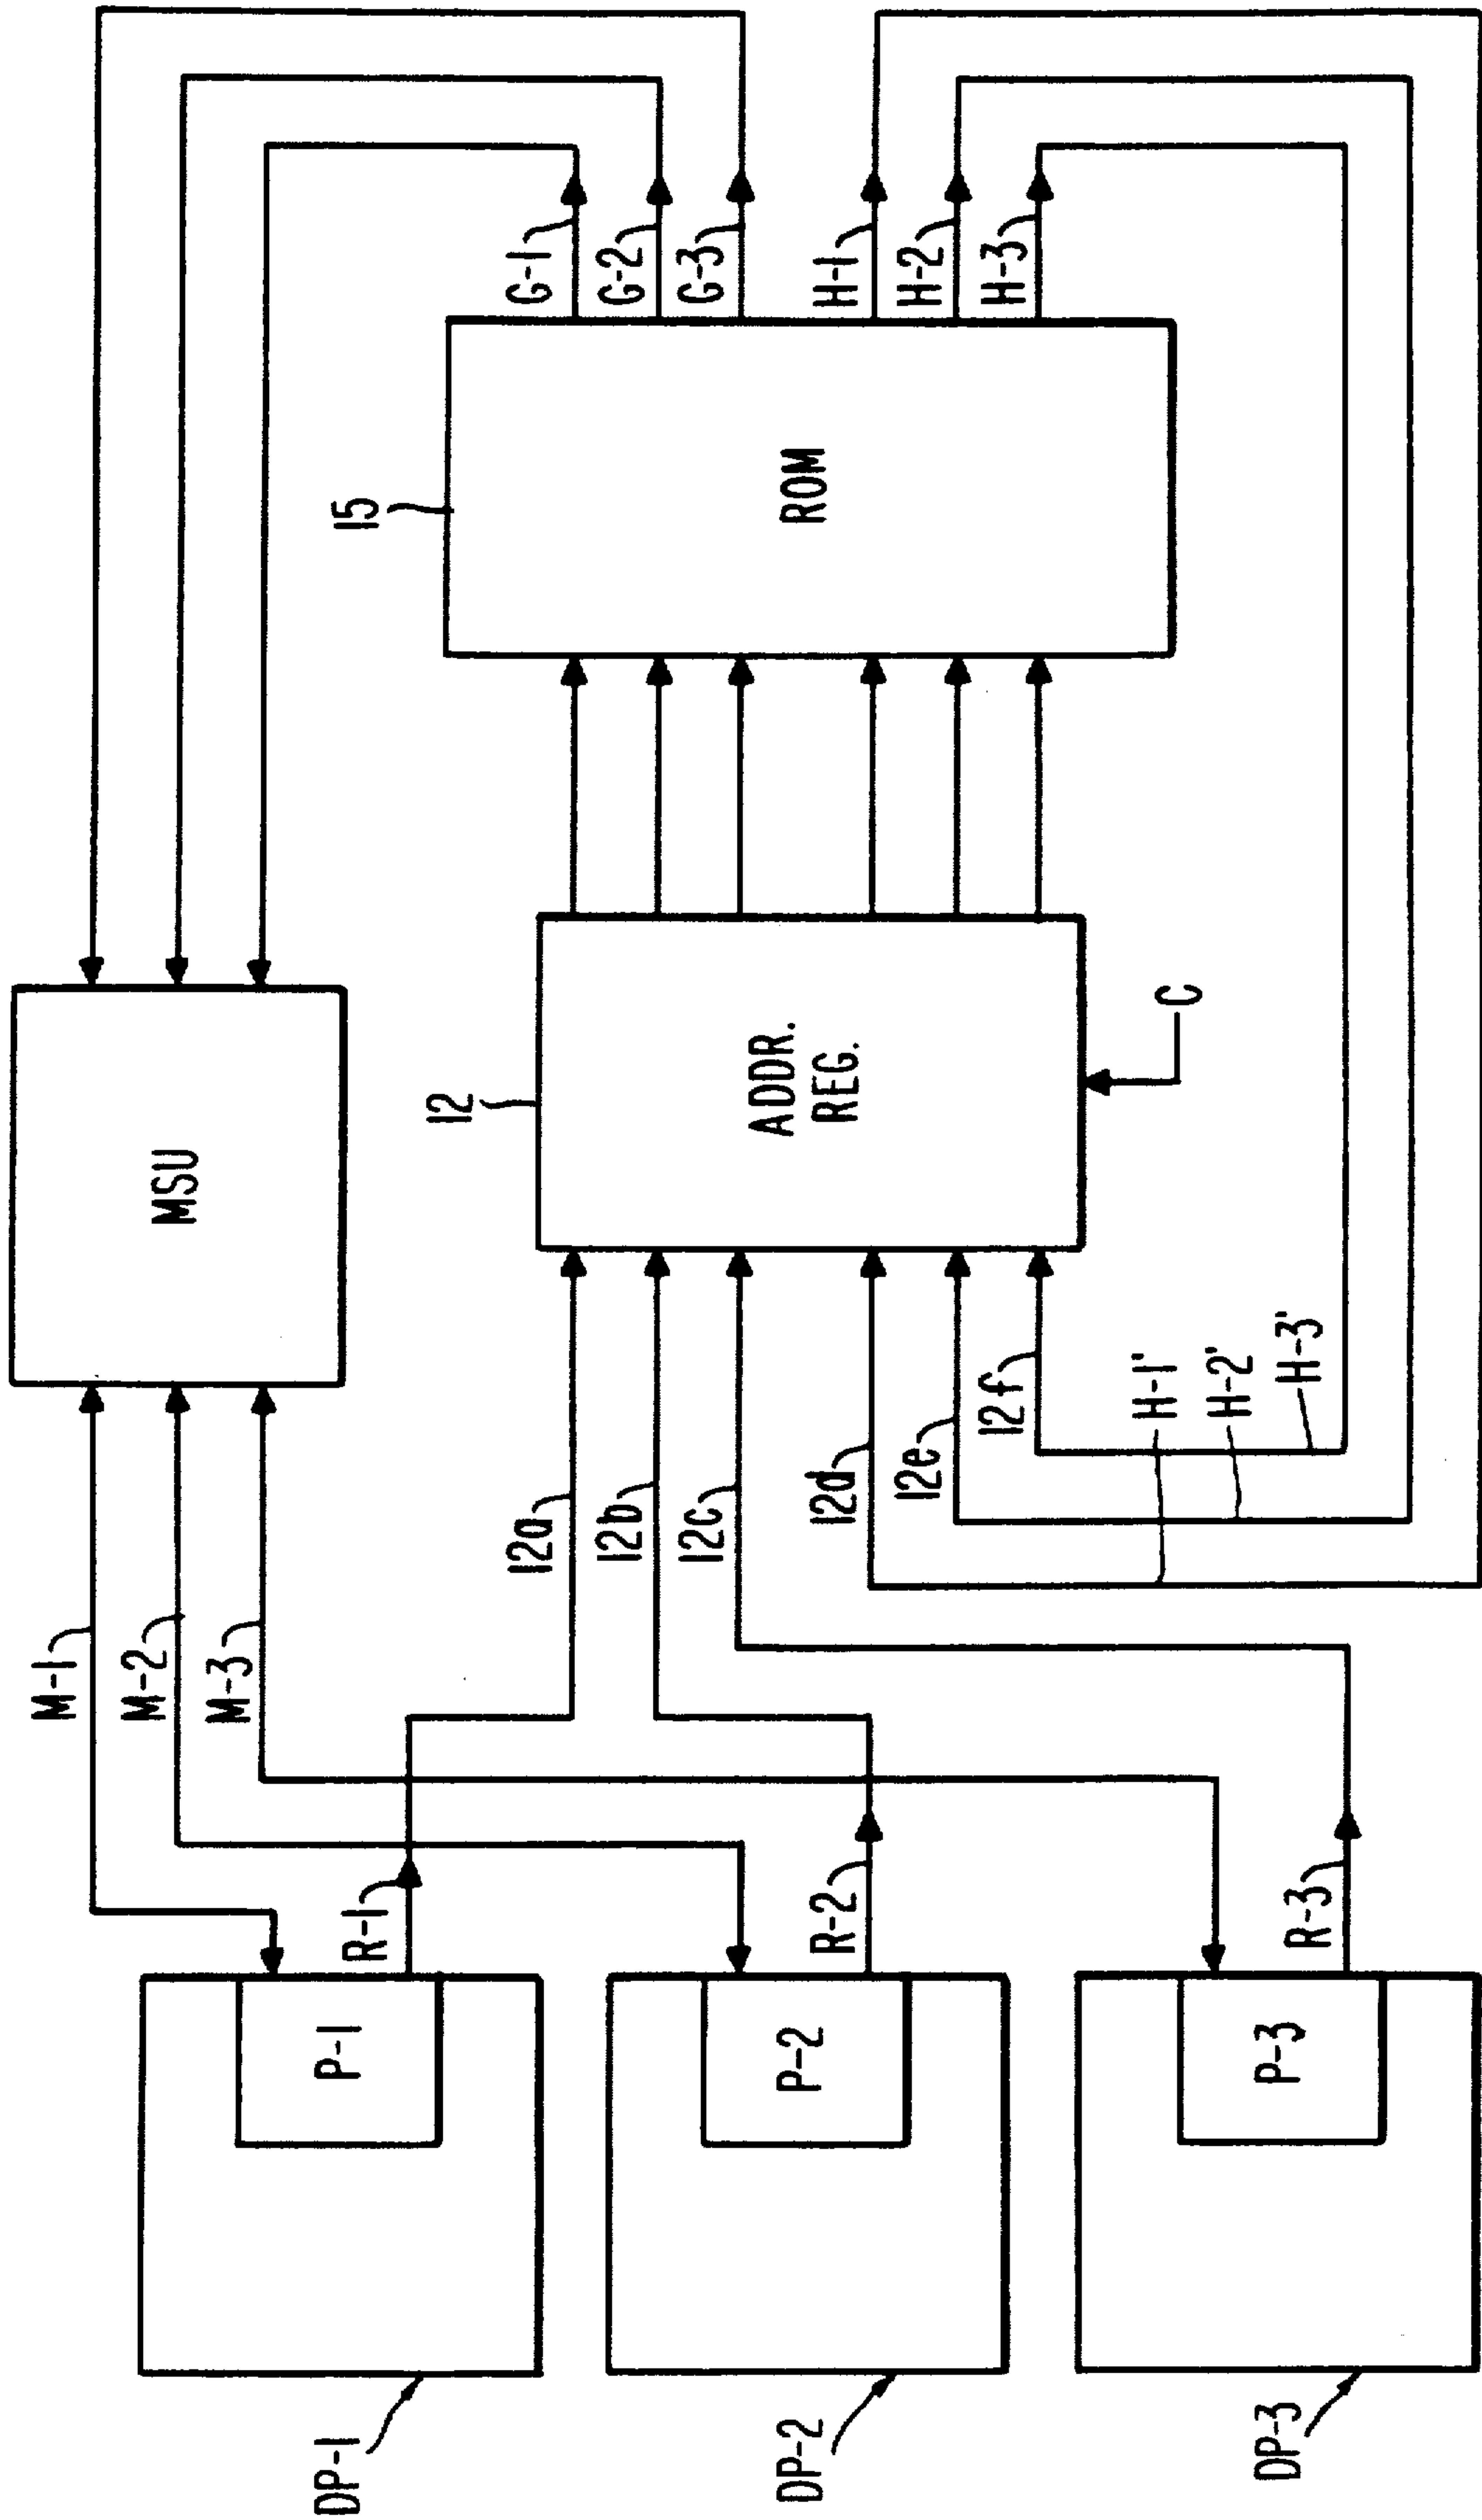 M-1
M-2
M-3
MSU
G-1
G-2
G-3
H-1
H-2
H-3
15
ROM
12
ADDR.
REG.
C
12a
12b
12c
12d
12e
12f
H-1'
H-2'
H-3'
R-1
R-2
R-3
P-1
P-2
P-3
DP-1
DP-2
DP-3